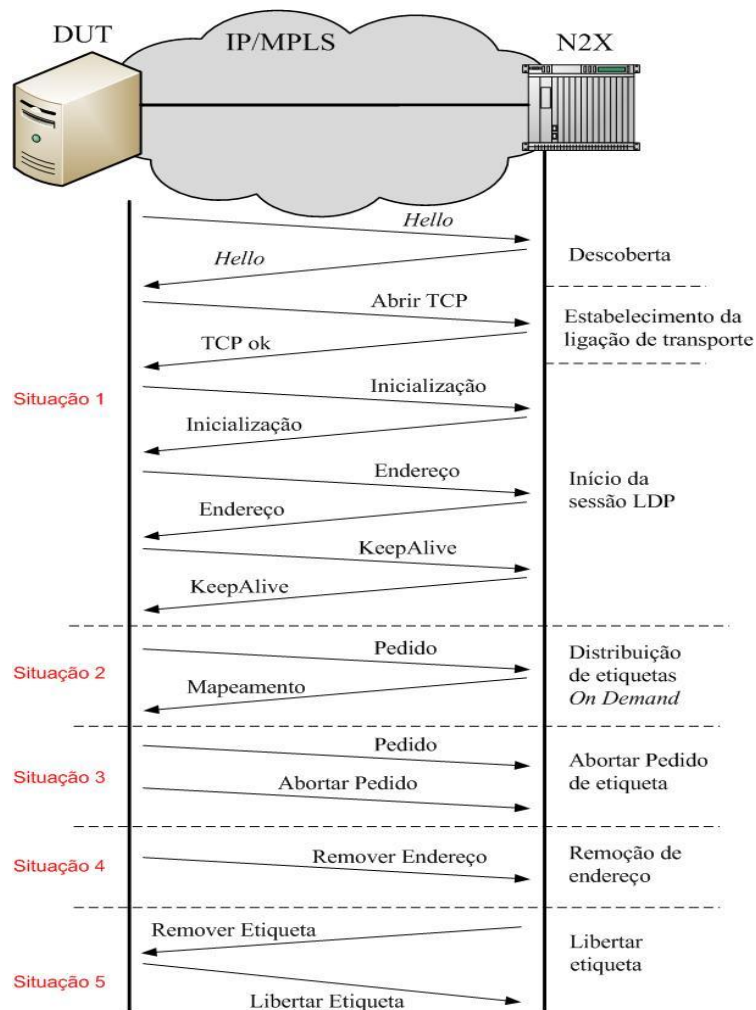 DUT
IP/MPLS
N2X
Hello
Hello
Descoberta
Abrir TCP
TCP ok
Estabelecimento da
ligação de transporte
Situação 1
Inicialização
Inicialização
Endereço
Endereço
Início da
sessão LDP
KeepAlive
KeepAlive
Situação 2
Pedido
Mapeamento
Distribuição
de etiquetas
On Demand
Situação 3
Pedido
Abortar Pedido
Abortar Pedido
de etiqueta
Situação 4
Remover Endereço
Remoção de
endereço
Remover Etiqueta
Libertar
etiqueta
Situação 5
Libertar Etiqueta